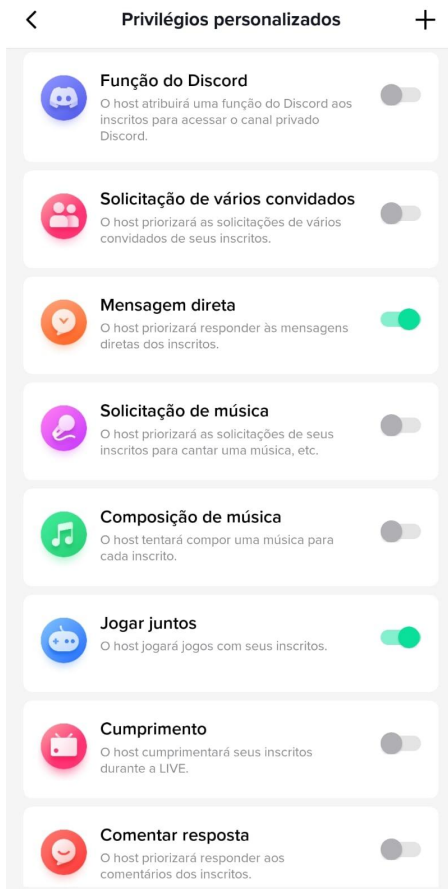 Privilégios personalizados
Função do Discord
O host atribuirá uma função do Discord aos
inscritos para acessar o canal privado
Discord.
Solicitação de vários convidados
O host priorizará as solicitações de vários
convidados de seus inscritos.
Mensagem direta
O host priorizará responder às mensagens
diretas dos inscritos.
Solicitação de música
O host priorizará as solicitações de seus
inscritos para cantar uma música, etc.
Composição de música
O host tentará compor uma música para
cada inscrito.
Jogar juntos
O host jogará jogos com seus inscritos.
Cumprimento
O host cumprimentará seus inscritos
durante a LIVE.
Comentar resposta
O host priorizará responder aos
comentários dos inscritos.